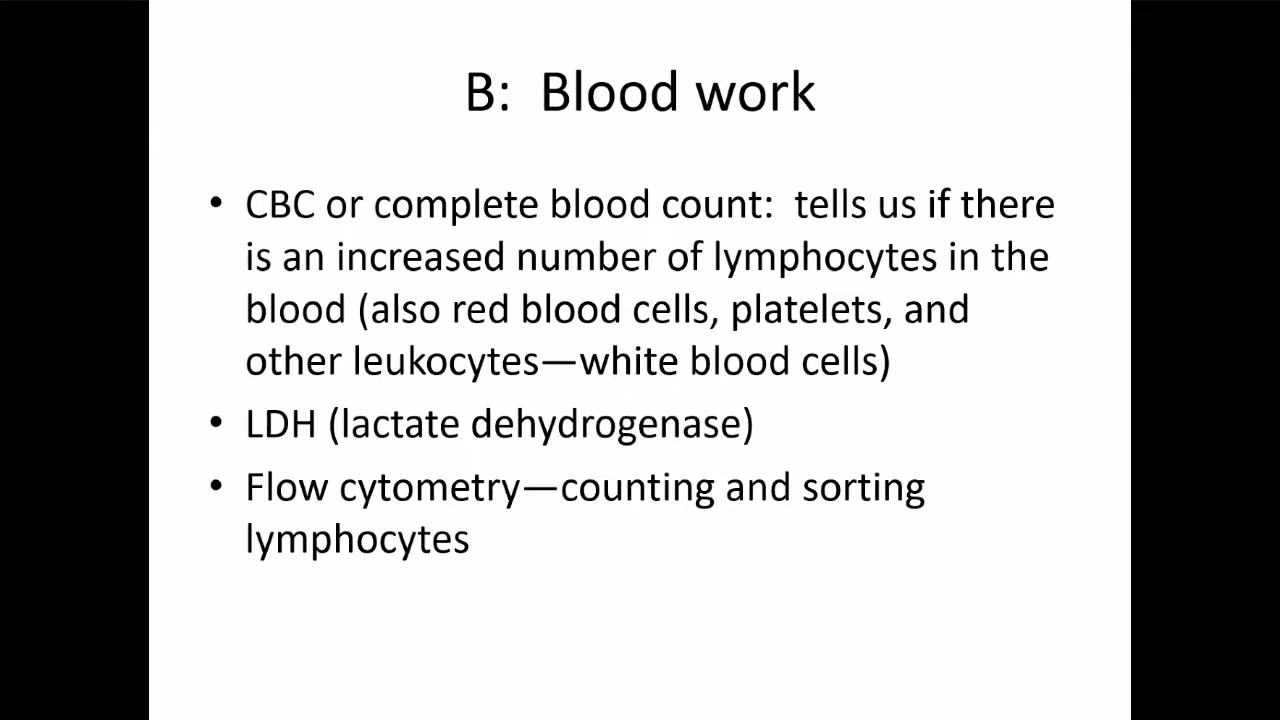 B:  Blood work
• CBC or complete blood count:  tells us if there
is an increased number of lymphocytes in the
blood (also red blood cells, platelets, and
other leukocytes—white blood cells)
• LDH (lactate dehydrogenase)
• Flow cytometry—counting and sorting
lymphocytes